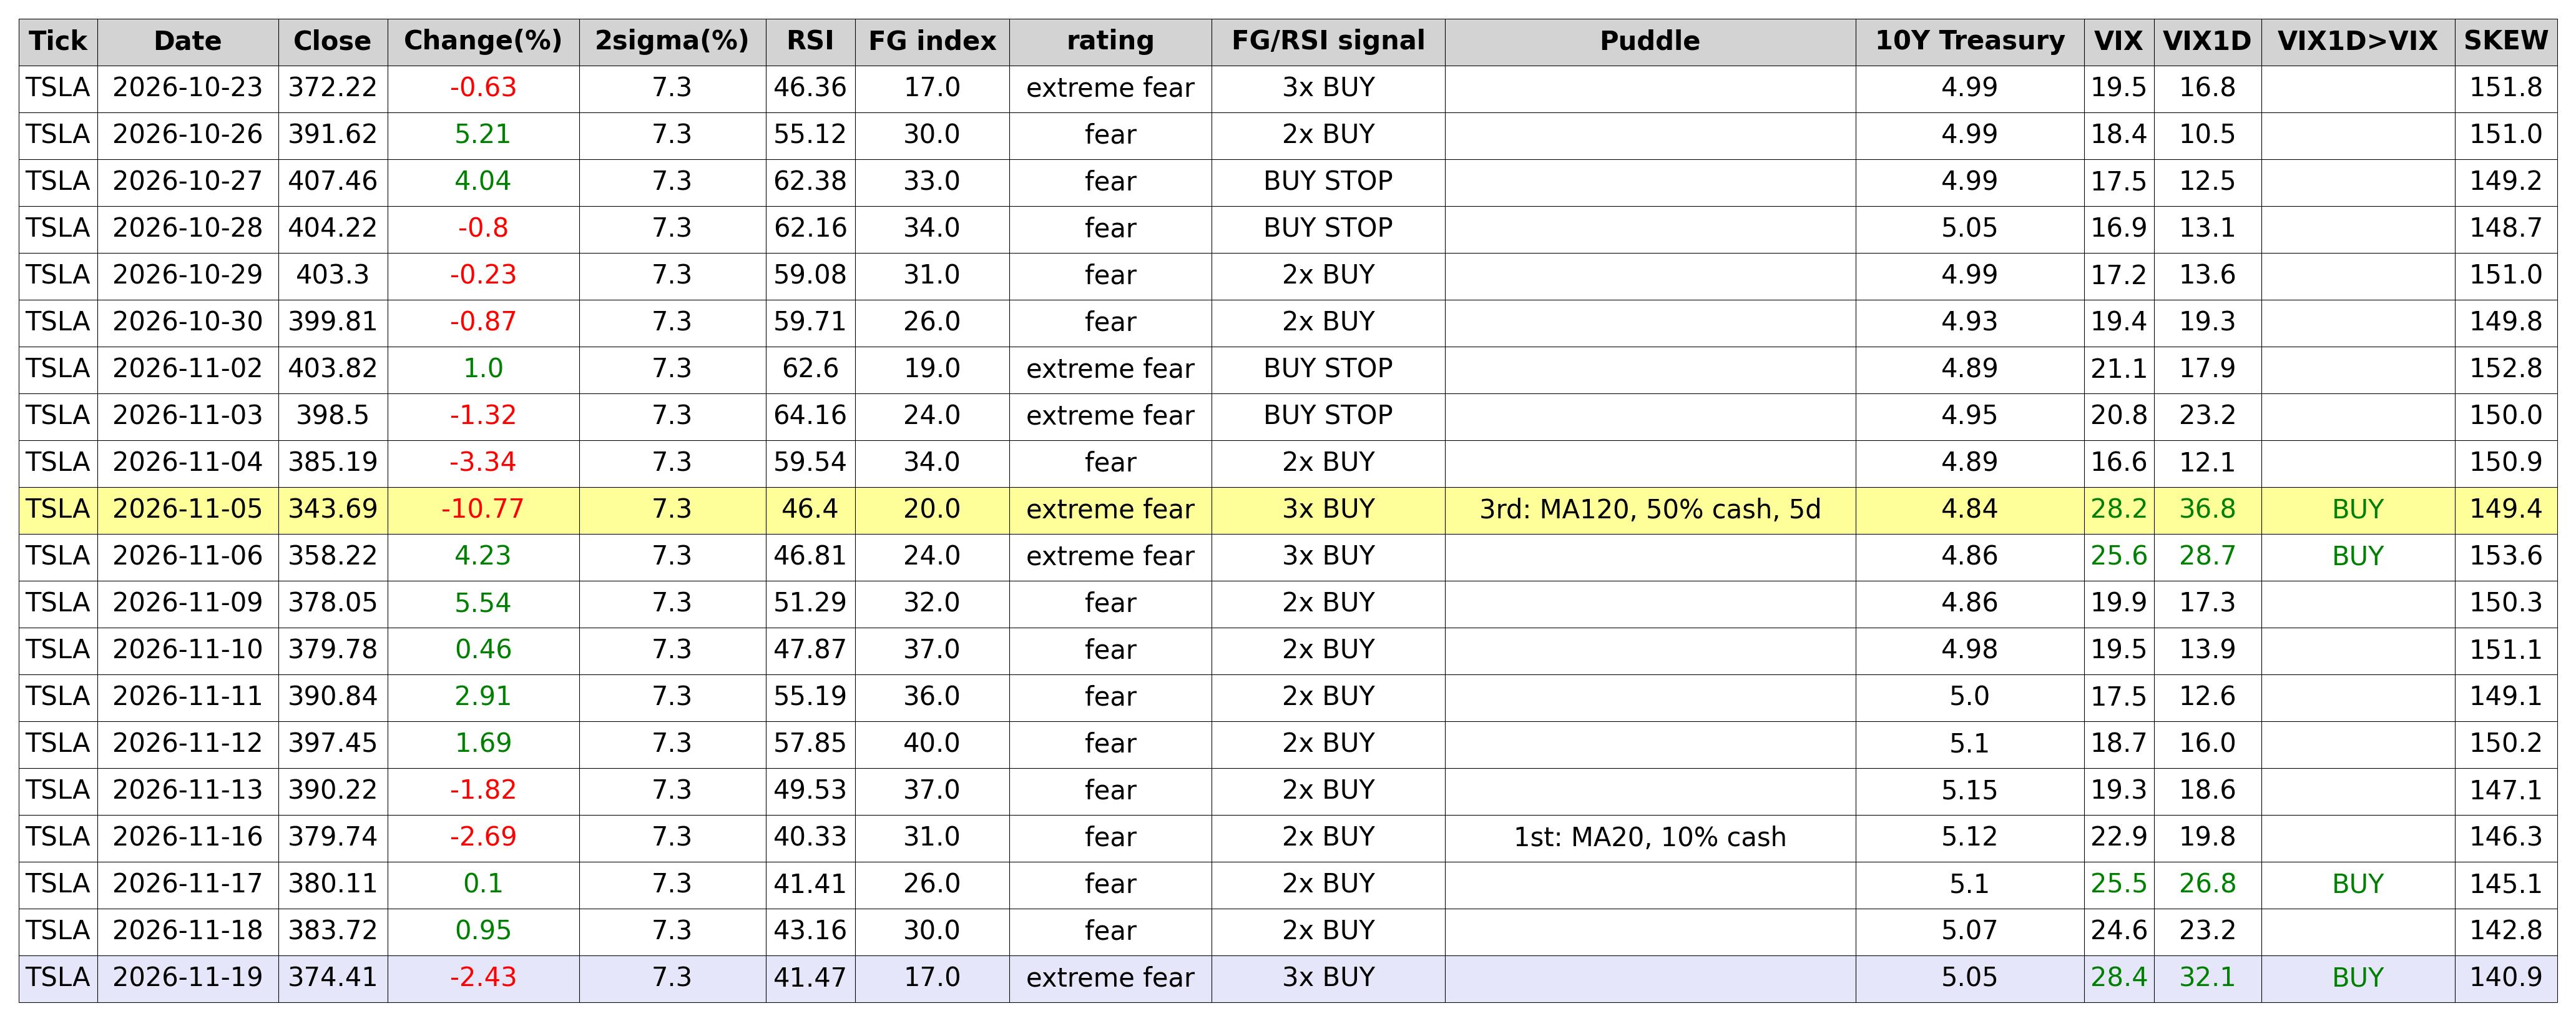 Tick Date Close Change(%) 2sigma(%) RSI FG index rating FG/RSI signal Puddle 10Y Treasury VIX VIX1D VIX1D>VIX SKEW
TSLA 2026-10-23 372.22 -0.63 7.3 46.36 17.0 extreme fear 3x BUY 4.99 19.5 16.8 151.8
TSLA 2026-10-26 391.62 5.21 7.3 55.12 30.0 fear 2x BUY 4.99 18.4 10.5 151.0
TSLA 2026-10-27 407.46 4.04 7.3 62.38 33.0 fear BUY STOP 4.99 17.5 12.5 149.2
TSLA 2026-10-28 404.22 -0.8 7.3 62.16 34.0 fear BUY STOP 5.05 16.9 13.1 148.7
TSLA 2026-10-29 403.3 -0.23 7.3 59.08 31.0 fear 2x BUY 4.99 17.2 13.6 151.0
TSLA 2026-10-30 399.81 -0.87 7.3 59.71 26.0 fear 2x BUY 4.93 19.4 19.3 149.8
TSLA 2026-11-02 403.82 1.0 7.3 62.6 19.0 extreme fear BUY STOP 4.89 21.1 17.9 152.8
TSLA 2026-11-03 398.5 -1.32 7.3 64.16 24.0 extreme fear BUY STOP 4.95 20.8 23.2 150.0
TSLA 2026-11-04 385.19 -3.34 7.3 59.54 34.0 fear 2x BUY 4.89 16.6 12.1 150.9
TSLA 2026-11-05 343.69 -10.77 7.3 46.4 20.0 extreme fear 3x BUY 3rd: MA120, 50% cash, 5d 4.84 28.2 36.8 BUY 149.4
TSLA 2026-11-06 358.22 4.23 7.3 46.81 24.0 extreme fear 3x BUY 4.86 25.6 28.7 BUY 153.6
TSLA 2026-11-09 378.05 5.54 7.3 51.29 32.0 fear 2x BUY 4.86 19.9 17.3 150.3
TSLA 2026-11-10 379.78 0.46 7.3 47.87 37.0 fear 2x BUY 4.98 19.5 13.9 151.1
TSLA 2026-11-11 390.84 2.91 7.3 55.19 36.0 fear 2x BUY 5.0 17.5 12.6 149.1
TSLA 2026-11-12 397.45 1.69 7.3 57.85 40.0 fear 2x BUY 5.1 18.7 16.0 150.2
TSLA 2026-11-13 390.22 -1.82 7.3 49.53 37.0 fear 2x BUY 5.15 19.3 18.6 147.1
TSLA 2026-11-16 379.74 -2.69 7.3 40.33 31.0 fear 2x BUY 1st: MA20, 10% cash 5.12 22.9 19.8 146.3
TSLA 2026-11-17 380.11 0.1 7.3 41.41 26.0 fear 2x BUY 5.1 25.5 26.8 BUY 145.1
TSLA 2026-11-18 383.72 0.95 7.3 43.16 30.0 fear 2x BUY 5.07 24.6 23.2 142.8
TSLA 2026-11-19 374.41 -2.43 7.3 41.47 17.0 extreme fear 3x BUY 5.05 28.4 32.1 BUY 140.9